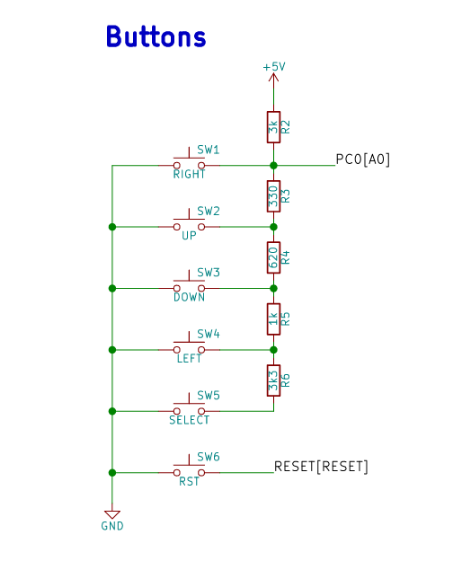 Buttons
+5V
3k R2
SW1 PC0[A0]
RIGHT
330 R3
SW2
UP
620 R4
SW3
DOWN
1k R5
SW4
LEFT
3k3 R6
SW5
SELECT
SW6 RESET[RESET]
RST
GND